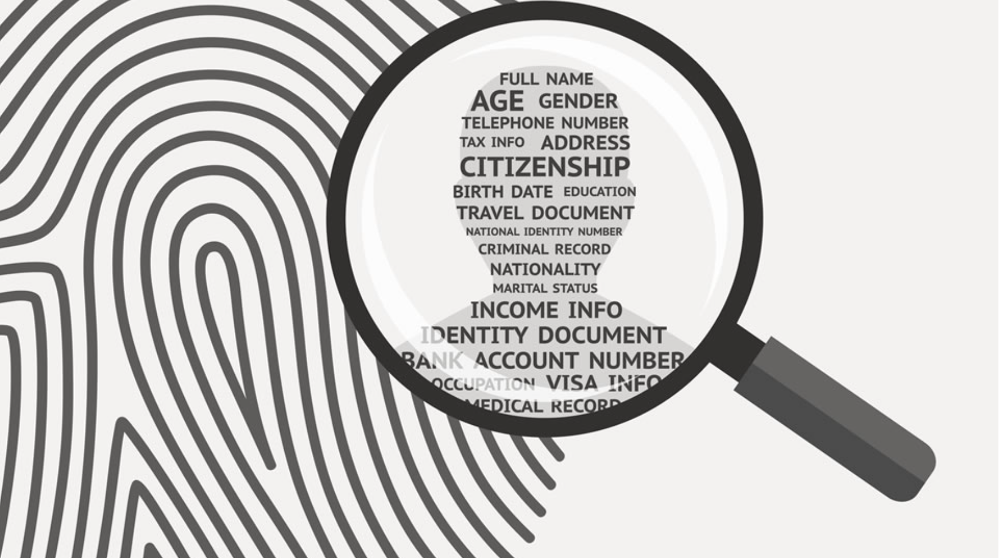 FULL NAME
AGE GENDER
TELEPHONE NUMBER
TAX INFO ADDRESS
CITIZENSHIP
BIRTH DATE EDUCATION
TRAVEL DOCUMENT
NATIONAL IDENTITY NUMBER
CRIMINAL RECORD
NATIONALITY
MARITAL STATUS
INCOME INFO
IDENTITY DOCUMENT
BANK ACCOUNT NUMBER
OCCUPATION VISA INFO
MEDICAL RECORD